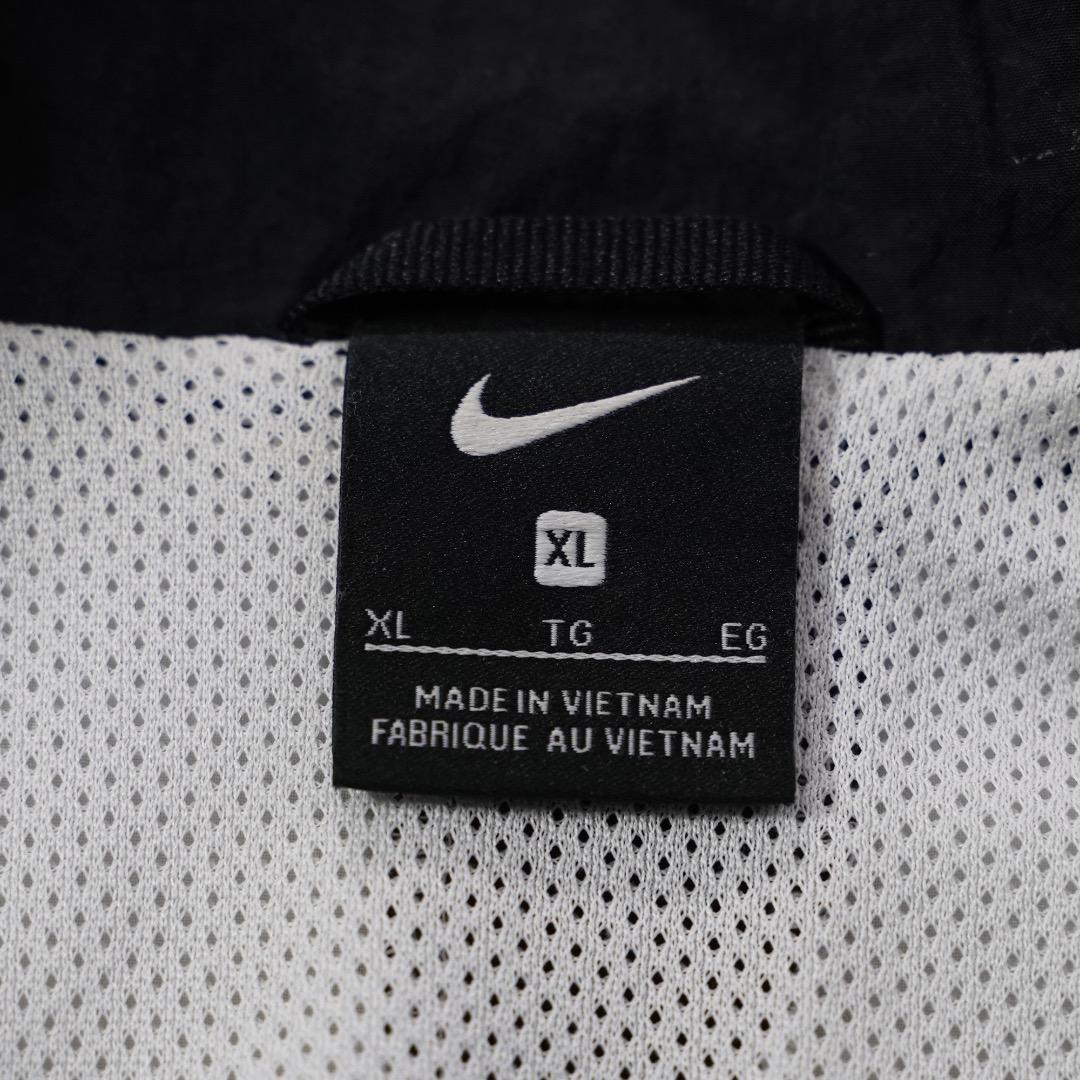 XL
XL TG EG
MADE IN VIETNAM
FABRIQUE AU VIETNAM